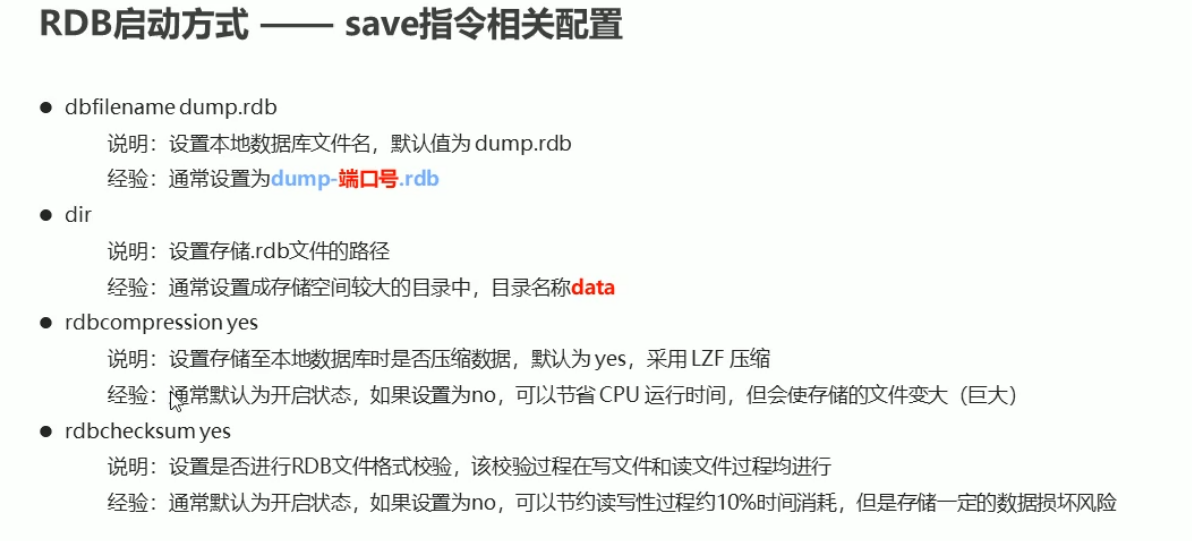 RDB启动方式 —— save指令相关配置
● dbfilename dump.rdb
说明：设置本地数据库文件名，默认值为 dump.rdb
经验：通常设置为dump-端口号.rdb
● dir
说明：设置存储.rdb文件的路径
经验：通常设置成存储空间较大的目录中，目录名称data
● rdbcompression yes
说明：设置存储至本地数据库时是否压缩数据，默认为 yes，采用 LZF 压缩
经验：通常默认为开启状态，如果设置为no，可以节省 CPU 运行时间，但会使存储的文件变大（巨大）
● rdbchecksum yes
说明：设置是否进行RDB文件格式校验，该校验过程在写文件和读文件过程均进行
经验：通常默认为开启状态，如果设置为no，可以节约读写性过程约10%时间消耗，但是存储一定的数据损坏风险